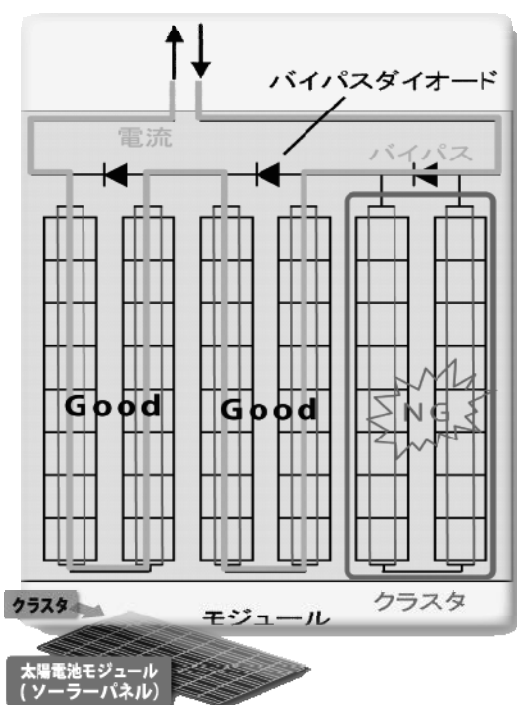 バイパスダイオード
電流
バイパス
Good
Good
NG
クラスタ
モジュール
クラスタ
太陽電池モジュール
(ソーラーパネル)